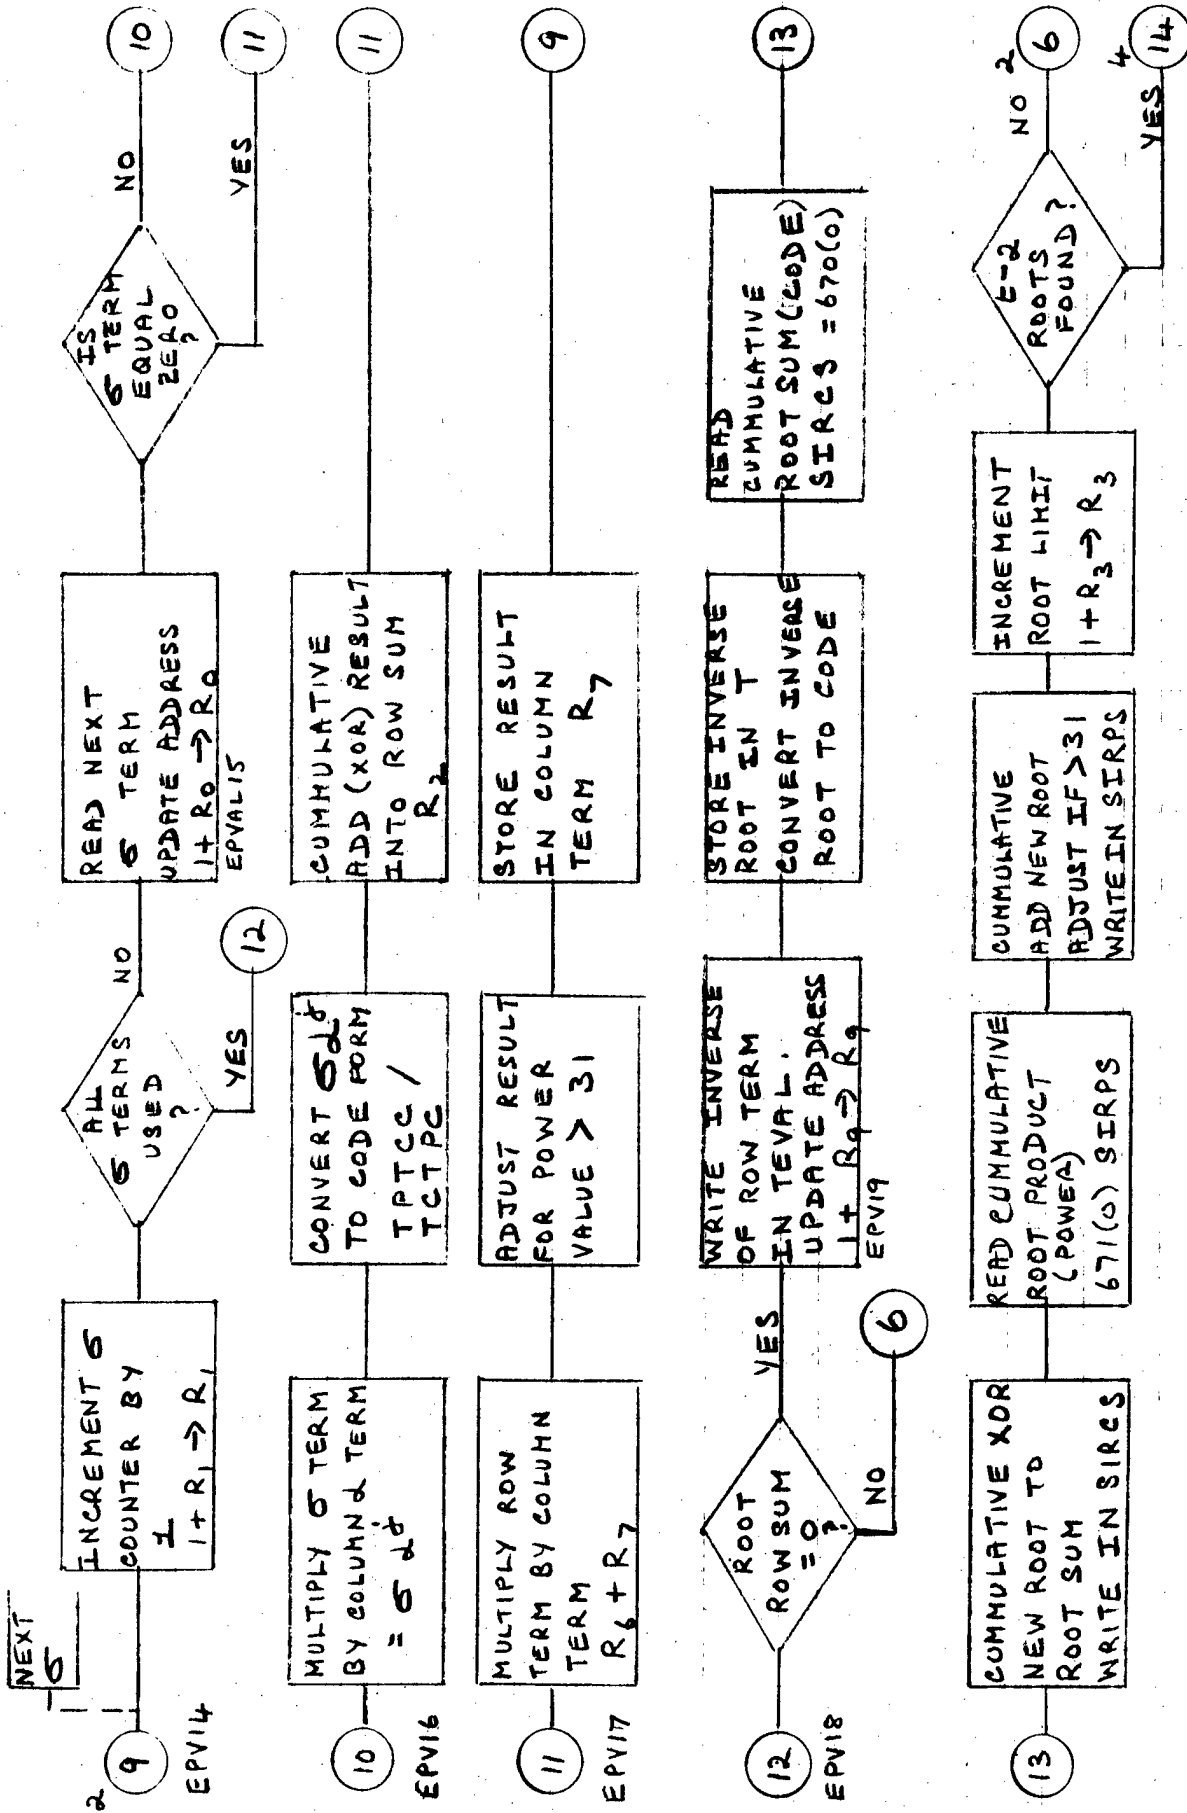 NEXT
σ
2
9
EPV14
INCREMENT σ
COUNTER BY
1
1+R₁→R₁
ALL
σ TERMS
USED
?
NO
YES
12
READ NEXT
σ TERM
UPDATE ADDRESS
1+R₀→R₀
EPVAL15
IS
σ TERM
EQUAL
ZERO
?
NO
10
YES
11
10
EPV16
MULTIPLY σ TERM
BY COLUMN α TERM
= σ αʲ
CONVERT σαʲ
TO CODE FORM
TPTCC /
TCTPC
CUMMULATIVE
ADD (XOR) RESULT
INTO ROW SUM
R₂
11
11
EPV17
MULTIPLY ROW
TERM BY COLUMN
TERM
R₆+R₇
ADJUST RESULT
FOR POWER
VALUE > 31
STORE RESULT
IN COLUMN
TERM R₇
9
12
EPV18
ROOT
ROW SUM
= 0
?
YES
NO
6
WRITE INVERSE
OF ROW TERM
IN TEVAL.
UPDATE ADDRESS
1+R₉→R₉
EPV19
STORE INVERSE
ROOT IN T
CONVERT INVERSE
ROOT TO CODE
READ
CUMMULATIVE
ROOT SUM (CODE)
SIRCS = 670(0)
13
13
CUMMULATIVE XOR
NEW ROOT TO
ROOT SUM
WRITE IN SIRCS
READ CUMMULATIVE
ROOT PRODUCT
(POWER)
671(0) SIRPS
CUMMULATIVE
ADD NEW ROOT
ADJUST IF > 31
WRITE IN SIRPS
INCREMENT
ROOT LIMIT
1+R₃→R₃
t-2
ROOTS
FOUND?
NO
2
6
YES
4
14